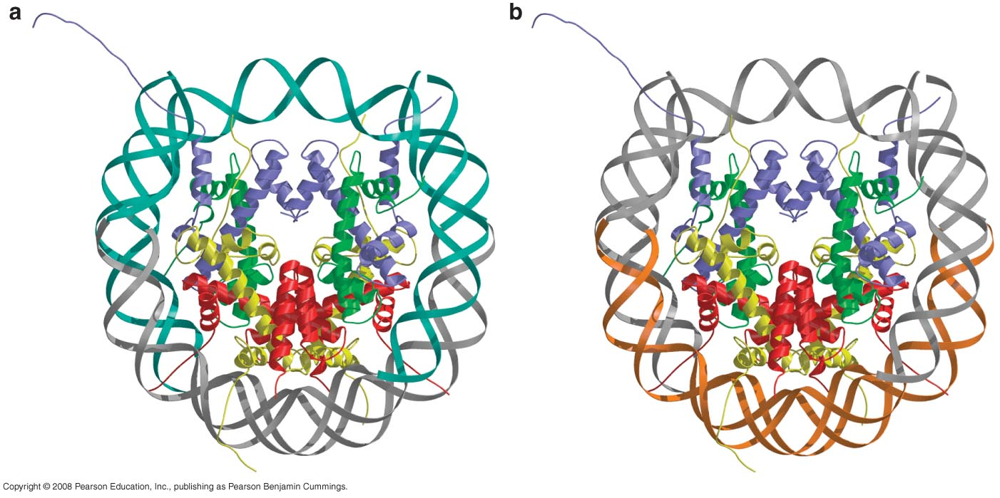 a
b
Copyright © 2008 Pearson Education, Inc., publishing as Pearson Benjamin Cummings.